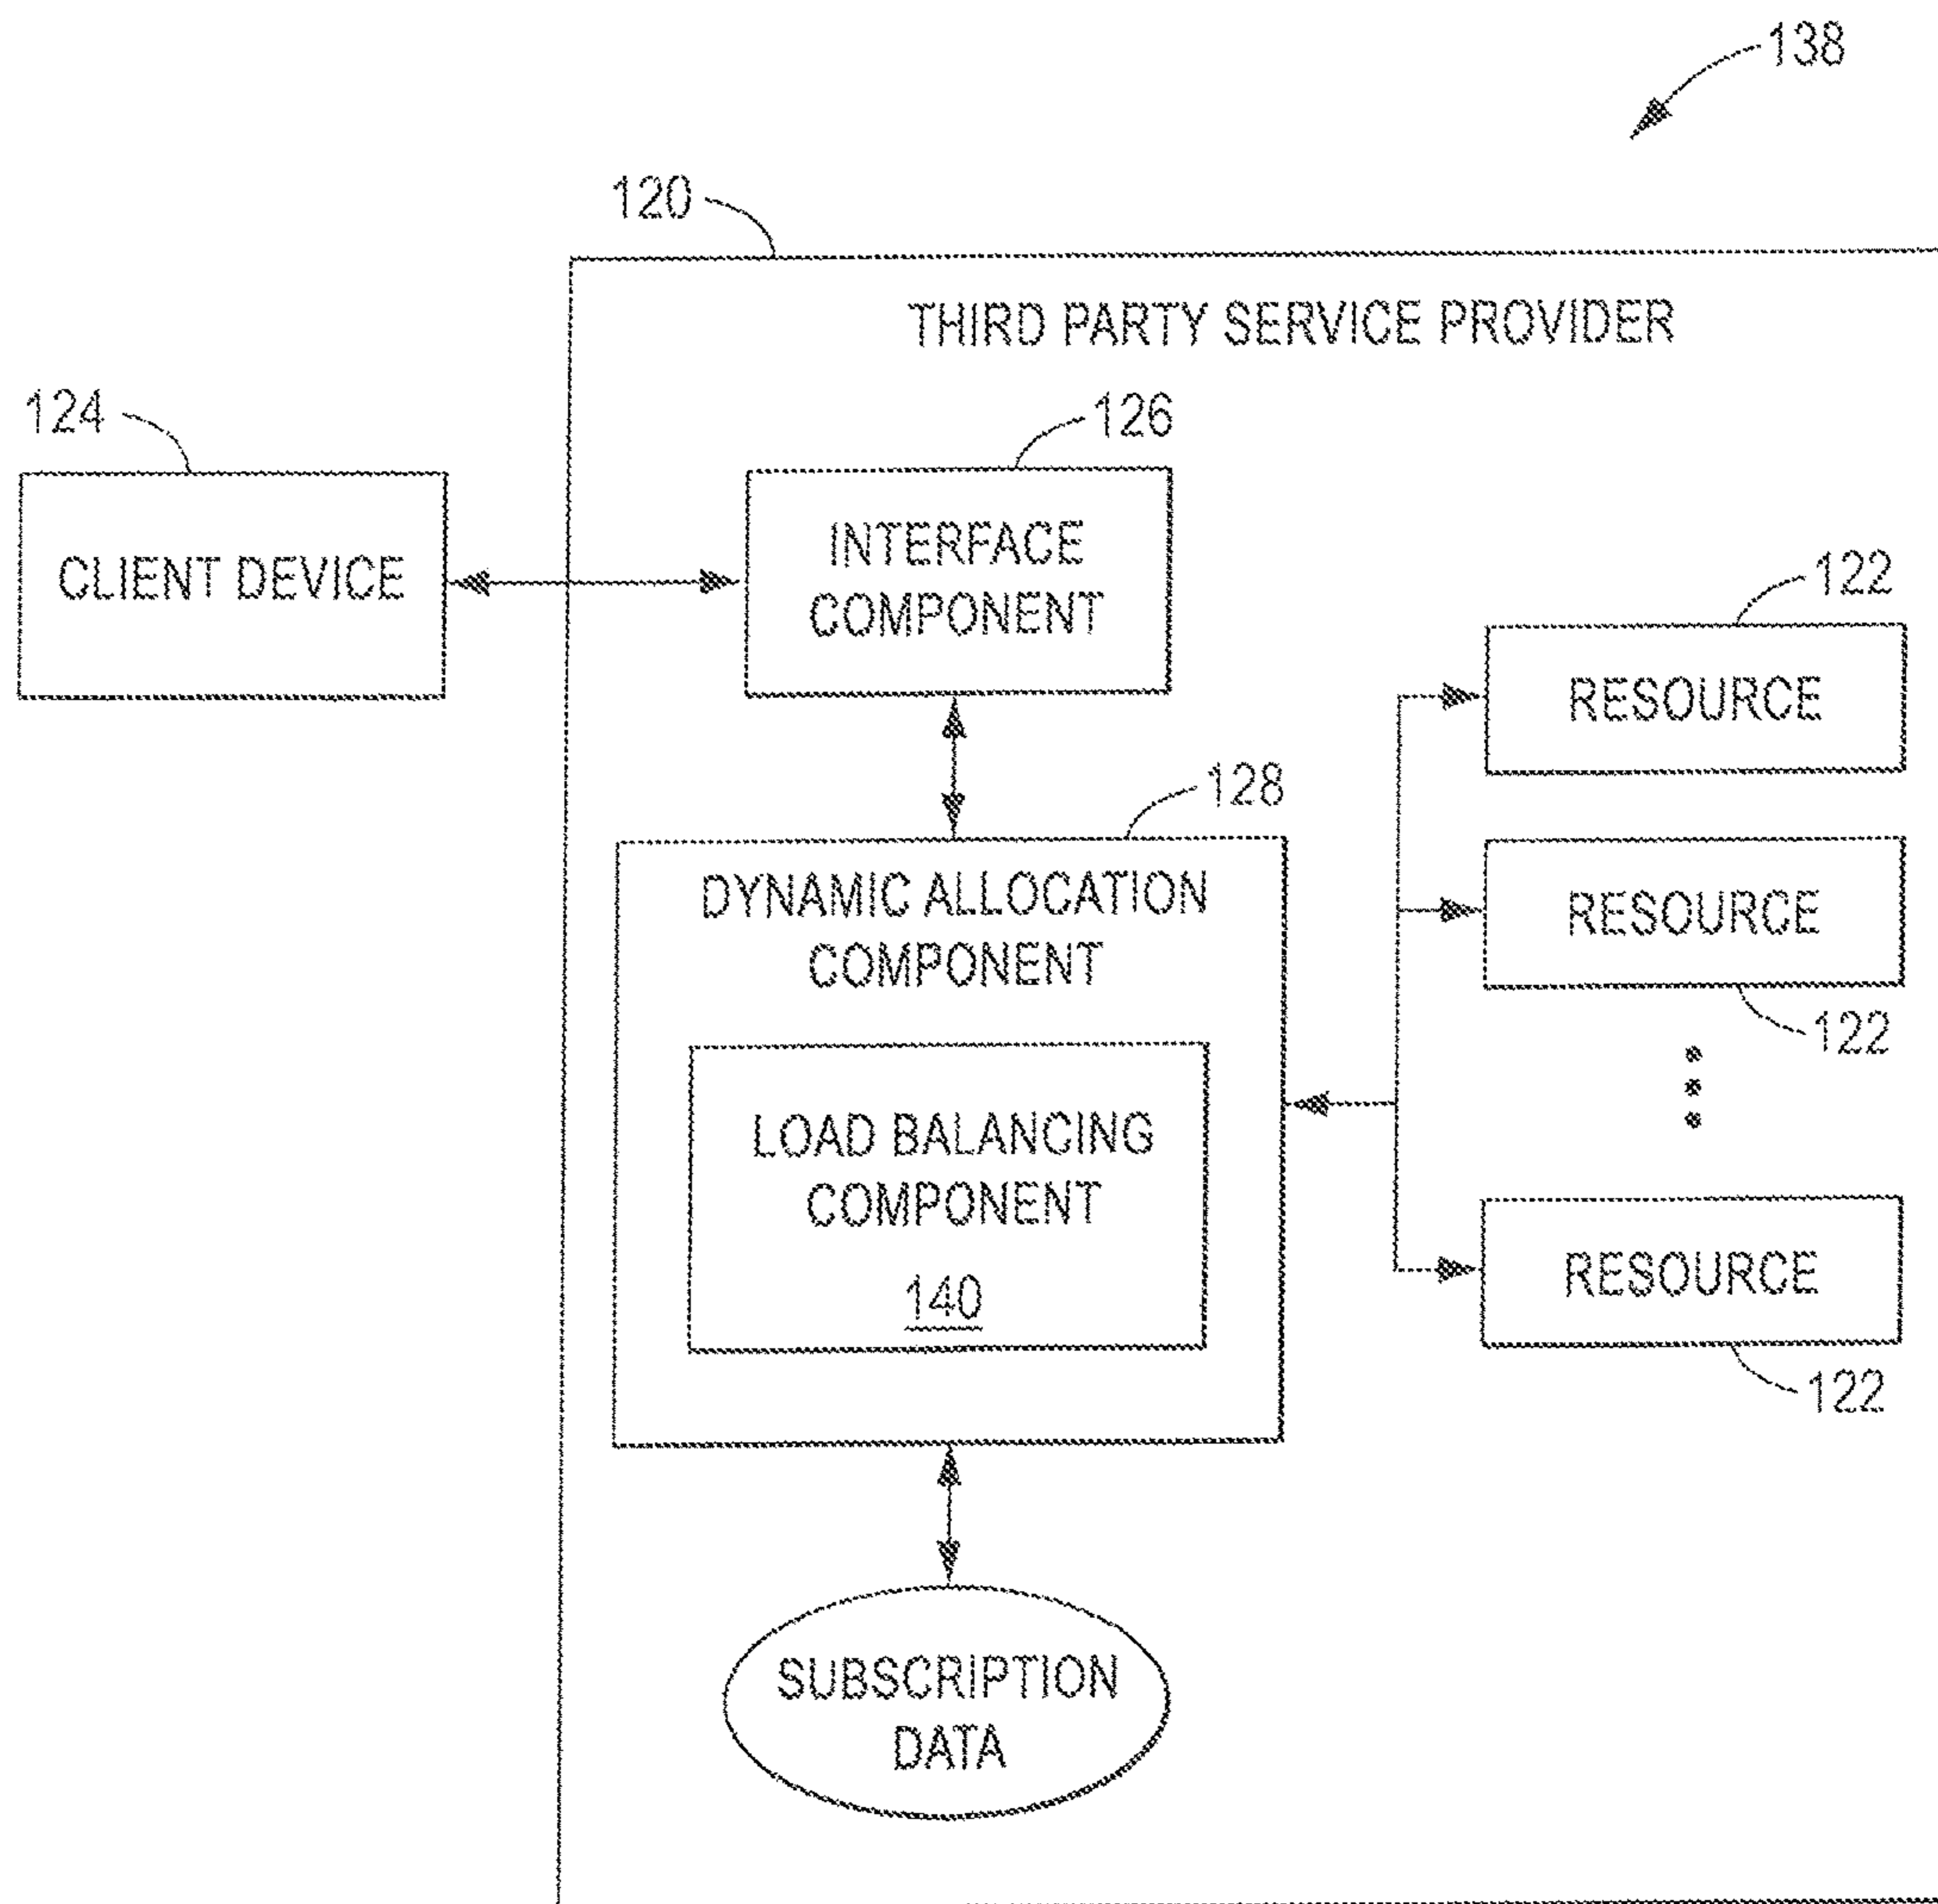 138
120
THIRD PARTY SERVICE PROVIDER
124
126
CLIENT DEVICE
INTERFACE
COMPONENT
122
RESOURCE
128
DYNAMIC ALLOCATION
COMPONENT
RESOURCE
122
LOAD BALANCING
COMPONENT
140
RESOURCE
122
SUBSCRIPTION
DATA